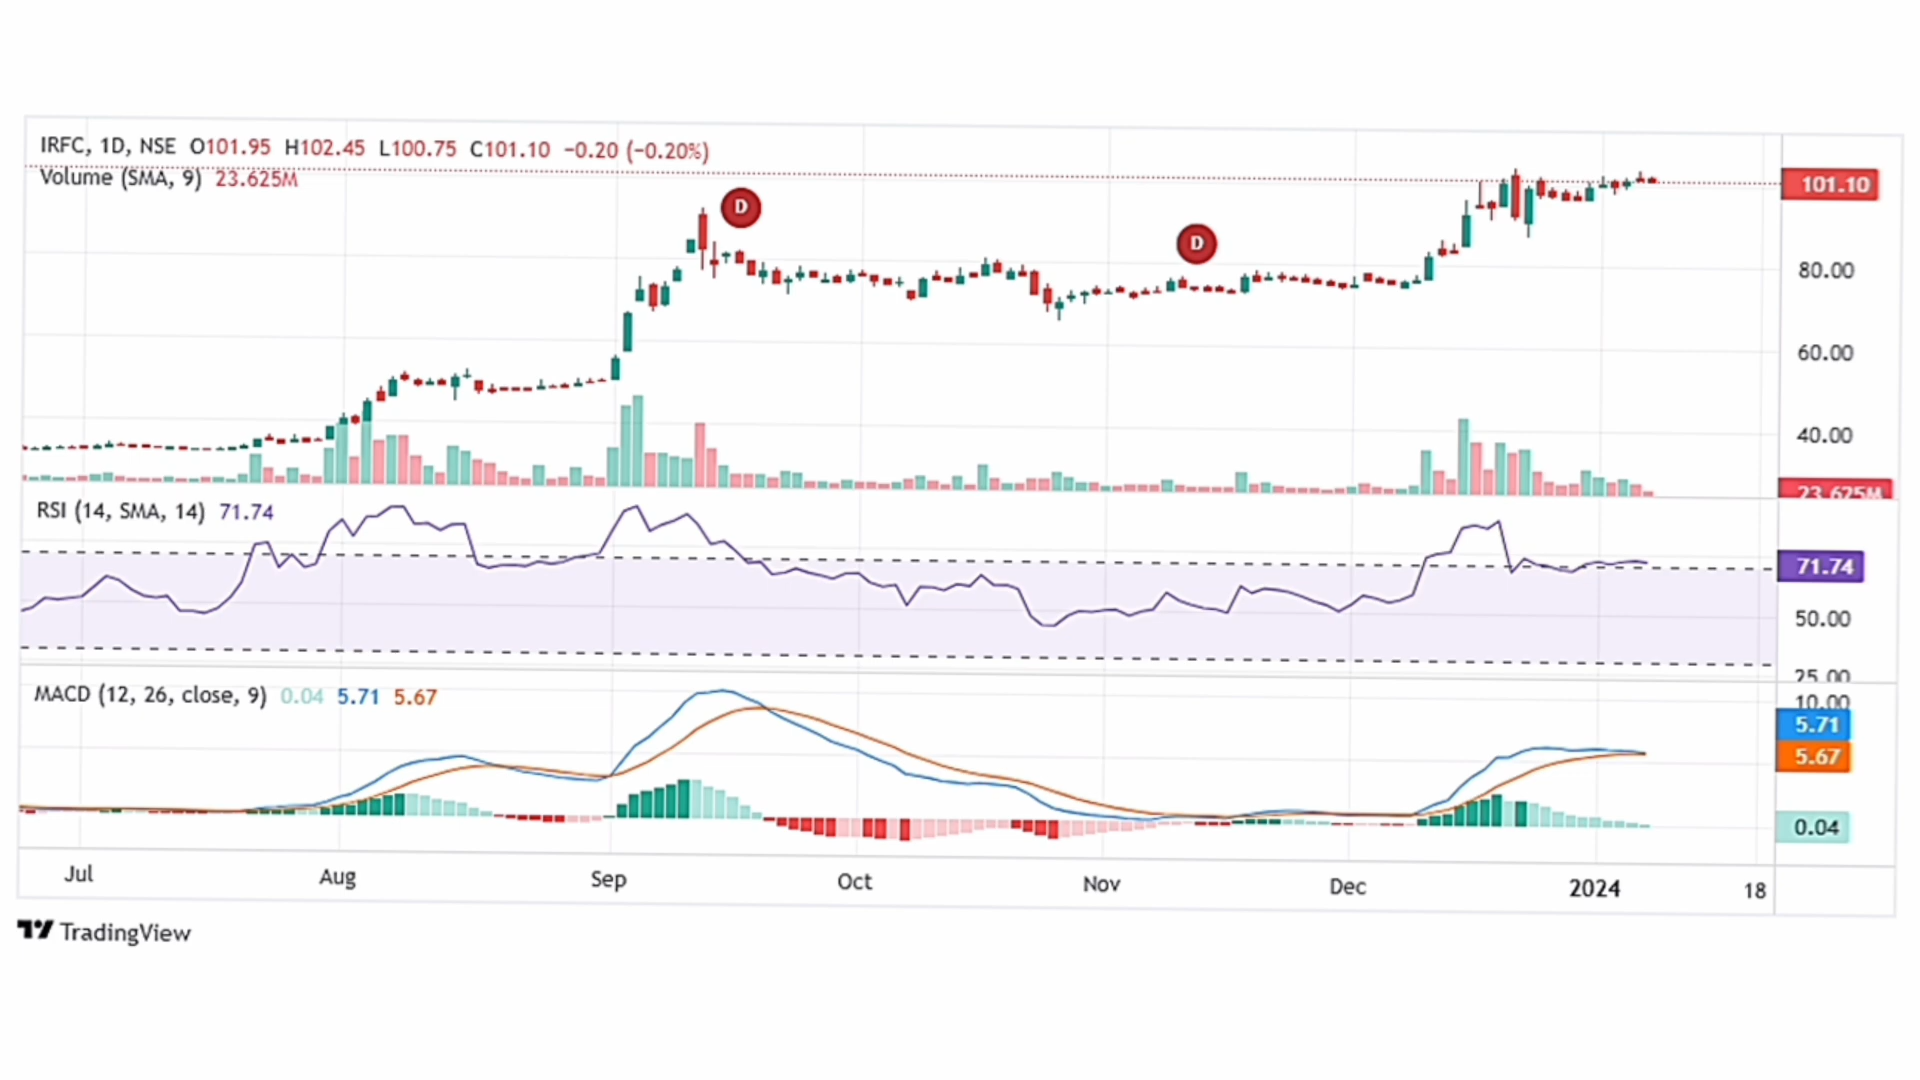 IRFC, 1D, NSE O101.95 H102.45 L100.75 C101.10 −0.20 (−0.20%)
Volume (SMA, 9) 23.625M
D
D
101.10
80.00
60.00
40.00
23.625M
RSI (14, SMA, 14) 71.74
71.74
50.00
25.00
MACD (12, 26, close, 9) 0.04 5.71 5.67
10.00
5.71
5.67
0.04
Jul Aug Sep Oct Nov Dec 2024 18
TradingView